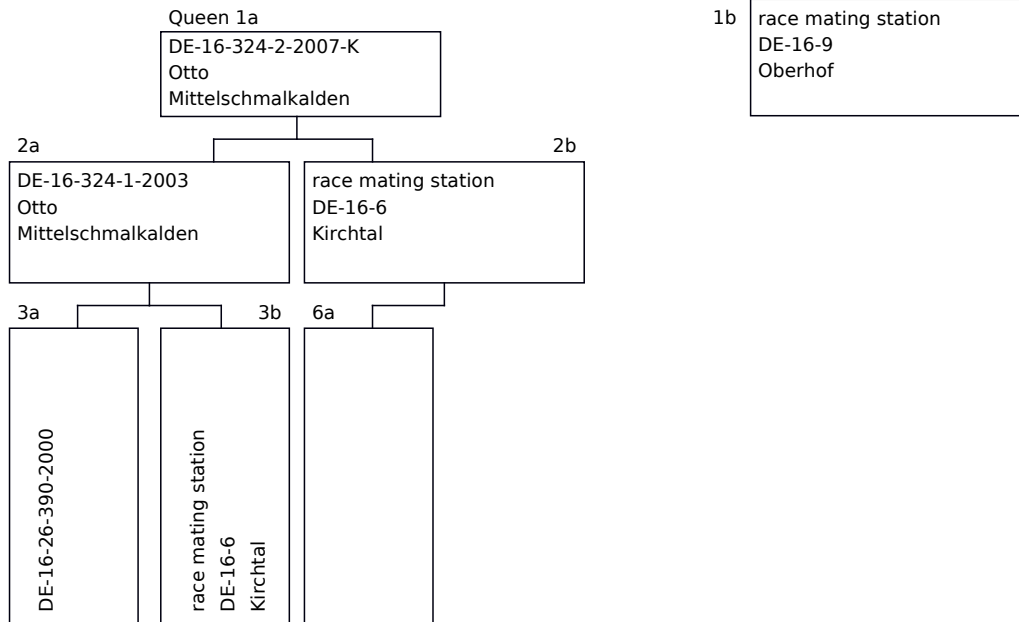 Queen 1a
DE-16-324-2-2007-K
Otto
Mittelschmalkalden
1b
race mating station
DE-16-9
Oberhof
2a
DE-16-324-1-2003
Otto
Mittelschmalkalden
2b
race mating station
DE-16-6
Kirchtal
3a
DE-16-26-390-2000
3b
race mating station
DE-16-6
Kirchtal
6a